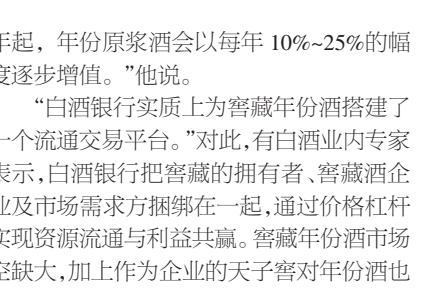 年起，年份原浆酒会以每年 10%~25%的幅
度逐步增值。”他说。
“白酒银行实质上为窖藏年份酒搭建了
一个流通交易平台。”对此，有白酒业内专家
表示，白酒银行把窖藏的拥有者、窖藏酒企
业及市场需求方捆绑在一起，通过价格杠杆
实现资源流通与利益共赢。窖藏年份酒市场
空缺大，加上作为企业的天子窖对年份酒也